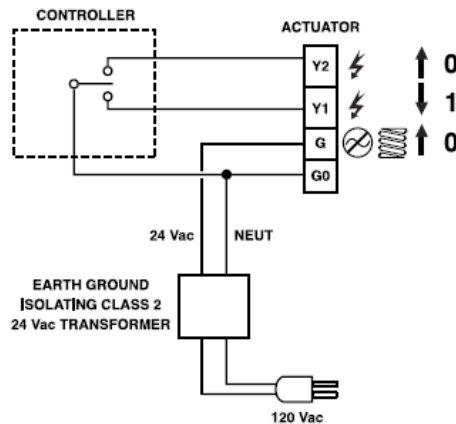 CONTROLLER
ACTUATOR
Y2
0
Y1
1
G
0
G0
24 Vac
NEUT
EARTH GROUND
ISOLATING CLASS 2
24 Vac TRANSFORMER
120 Vac